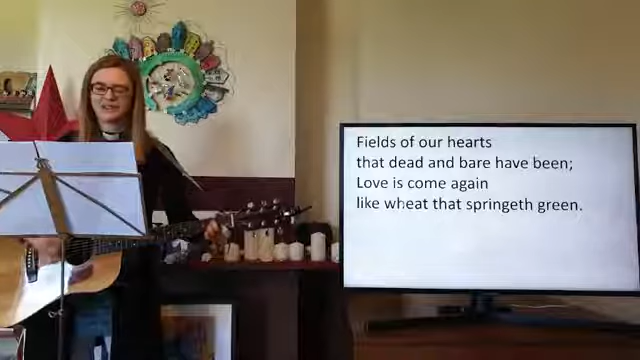 Fields of our hearts
that dead and bare have been;
Love is come again
like wheat that springeth green.